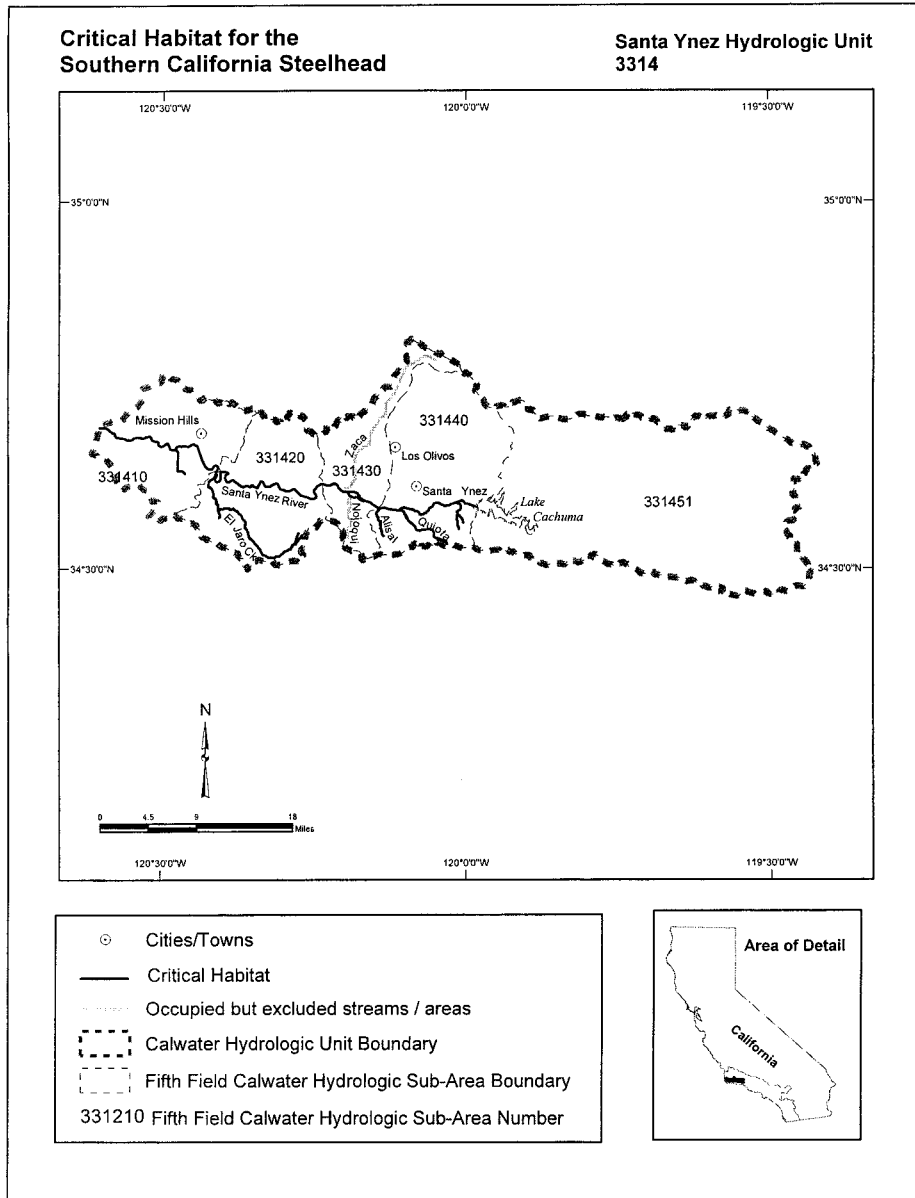 Critical Habitat for the
Southern California Steelhead
Santa Ynez Hydrologic Unit
3314
120°30'0"W
120°0'0"W
119°30'0"W
35°0'0"N
35°0'0"N
Mission Hills
331440
Zaca
331420
331430
Los Olivos
331410
331451
Santa Ynez
Lake
Santa Ynez River
Cachuma
Nojoqui
Alisal
Quiota
El Jaro Ck
34°30'0"N
34°30'0"N
N
0 4.5 9 18
Miles
120°30'0"W
120°0'0"W
119°30'0"W
Cities/Towns
Critical Habitat
Occupied but excluded streams / areas
Calwater Hydrologic Unit Boundary
Fifth Field Calwater Hydrologic Sub-Area Boundary
331210 Fifth Field Calwater Hydrologic Sub-Area Number
Area of Detail
California